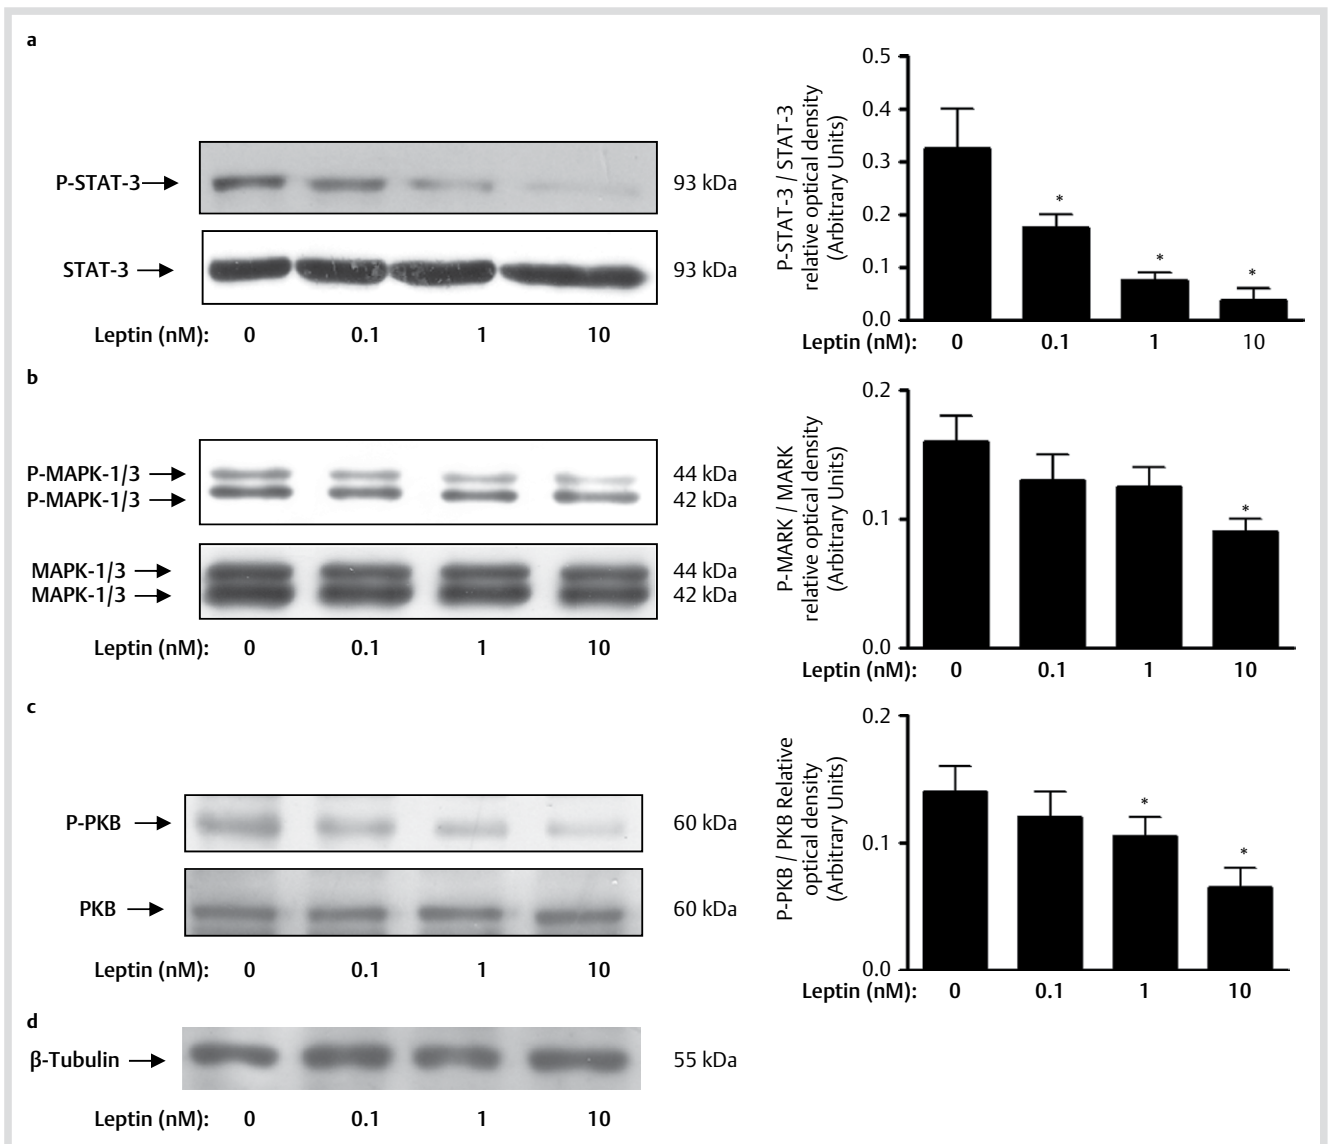 a
P-STAT-3
93 kDa
STAT-3
93 kDa
Leptin (nM): 0 0.1 1 10
P-STAT-3 / STAT-3
relative optical density
(Arbitrary Units)
0.5
0.4
0.3
0.2
0.1
0.0
* * *
Leptin (nM): 0 0.1 1 10
b
P-MAPK-1/3 44 kDa
P-MAPK-1/3 42 kDa
MAPK-1/3 44 kDa
MAPK-1/3 42 kDa
Leptin (nM): 0 0.1 1 10
P-MARK / MARK
relative optical density
(Arbitrary Units)
0.2
0.1
0.0
*
Leptin (nM): 0 0.1 1 10
c
P-PKB 60 kDa
PKB 60 kDa
Leptin (nM): 0 0.1 1 10
P-PKB / PKB Relative
optical density
(Arbitrary Units)
0.2
0.1
0.0
* *
Leptin (nM): 0 0.1 1 10
d
β-Tubulin 55 kDa
Leptin (nM): 0 0.1 1 10